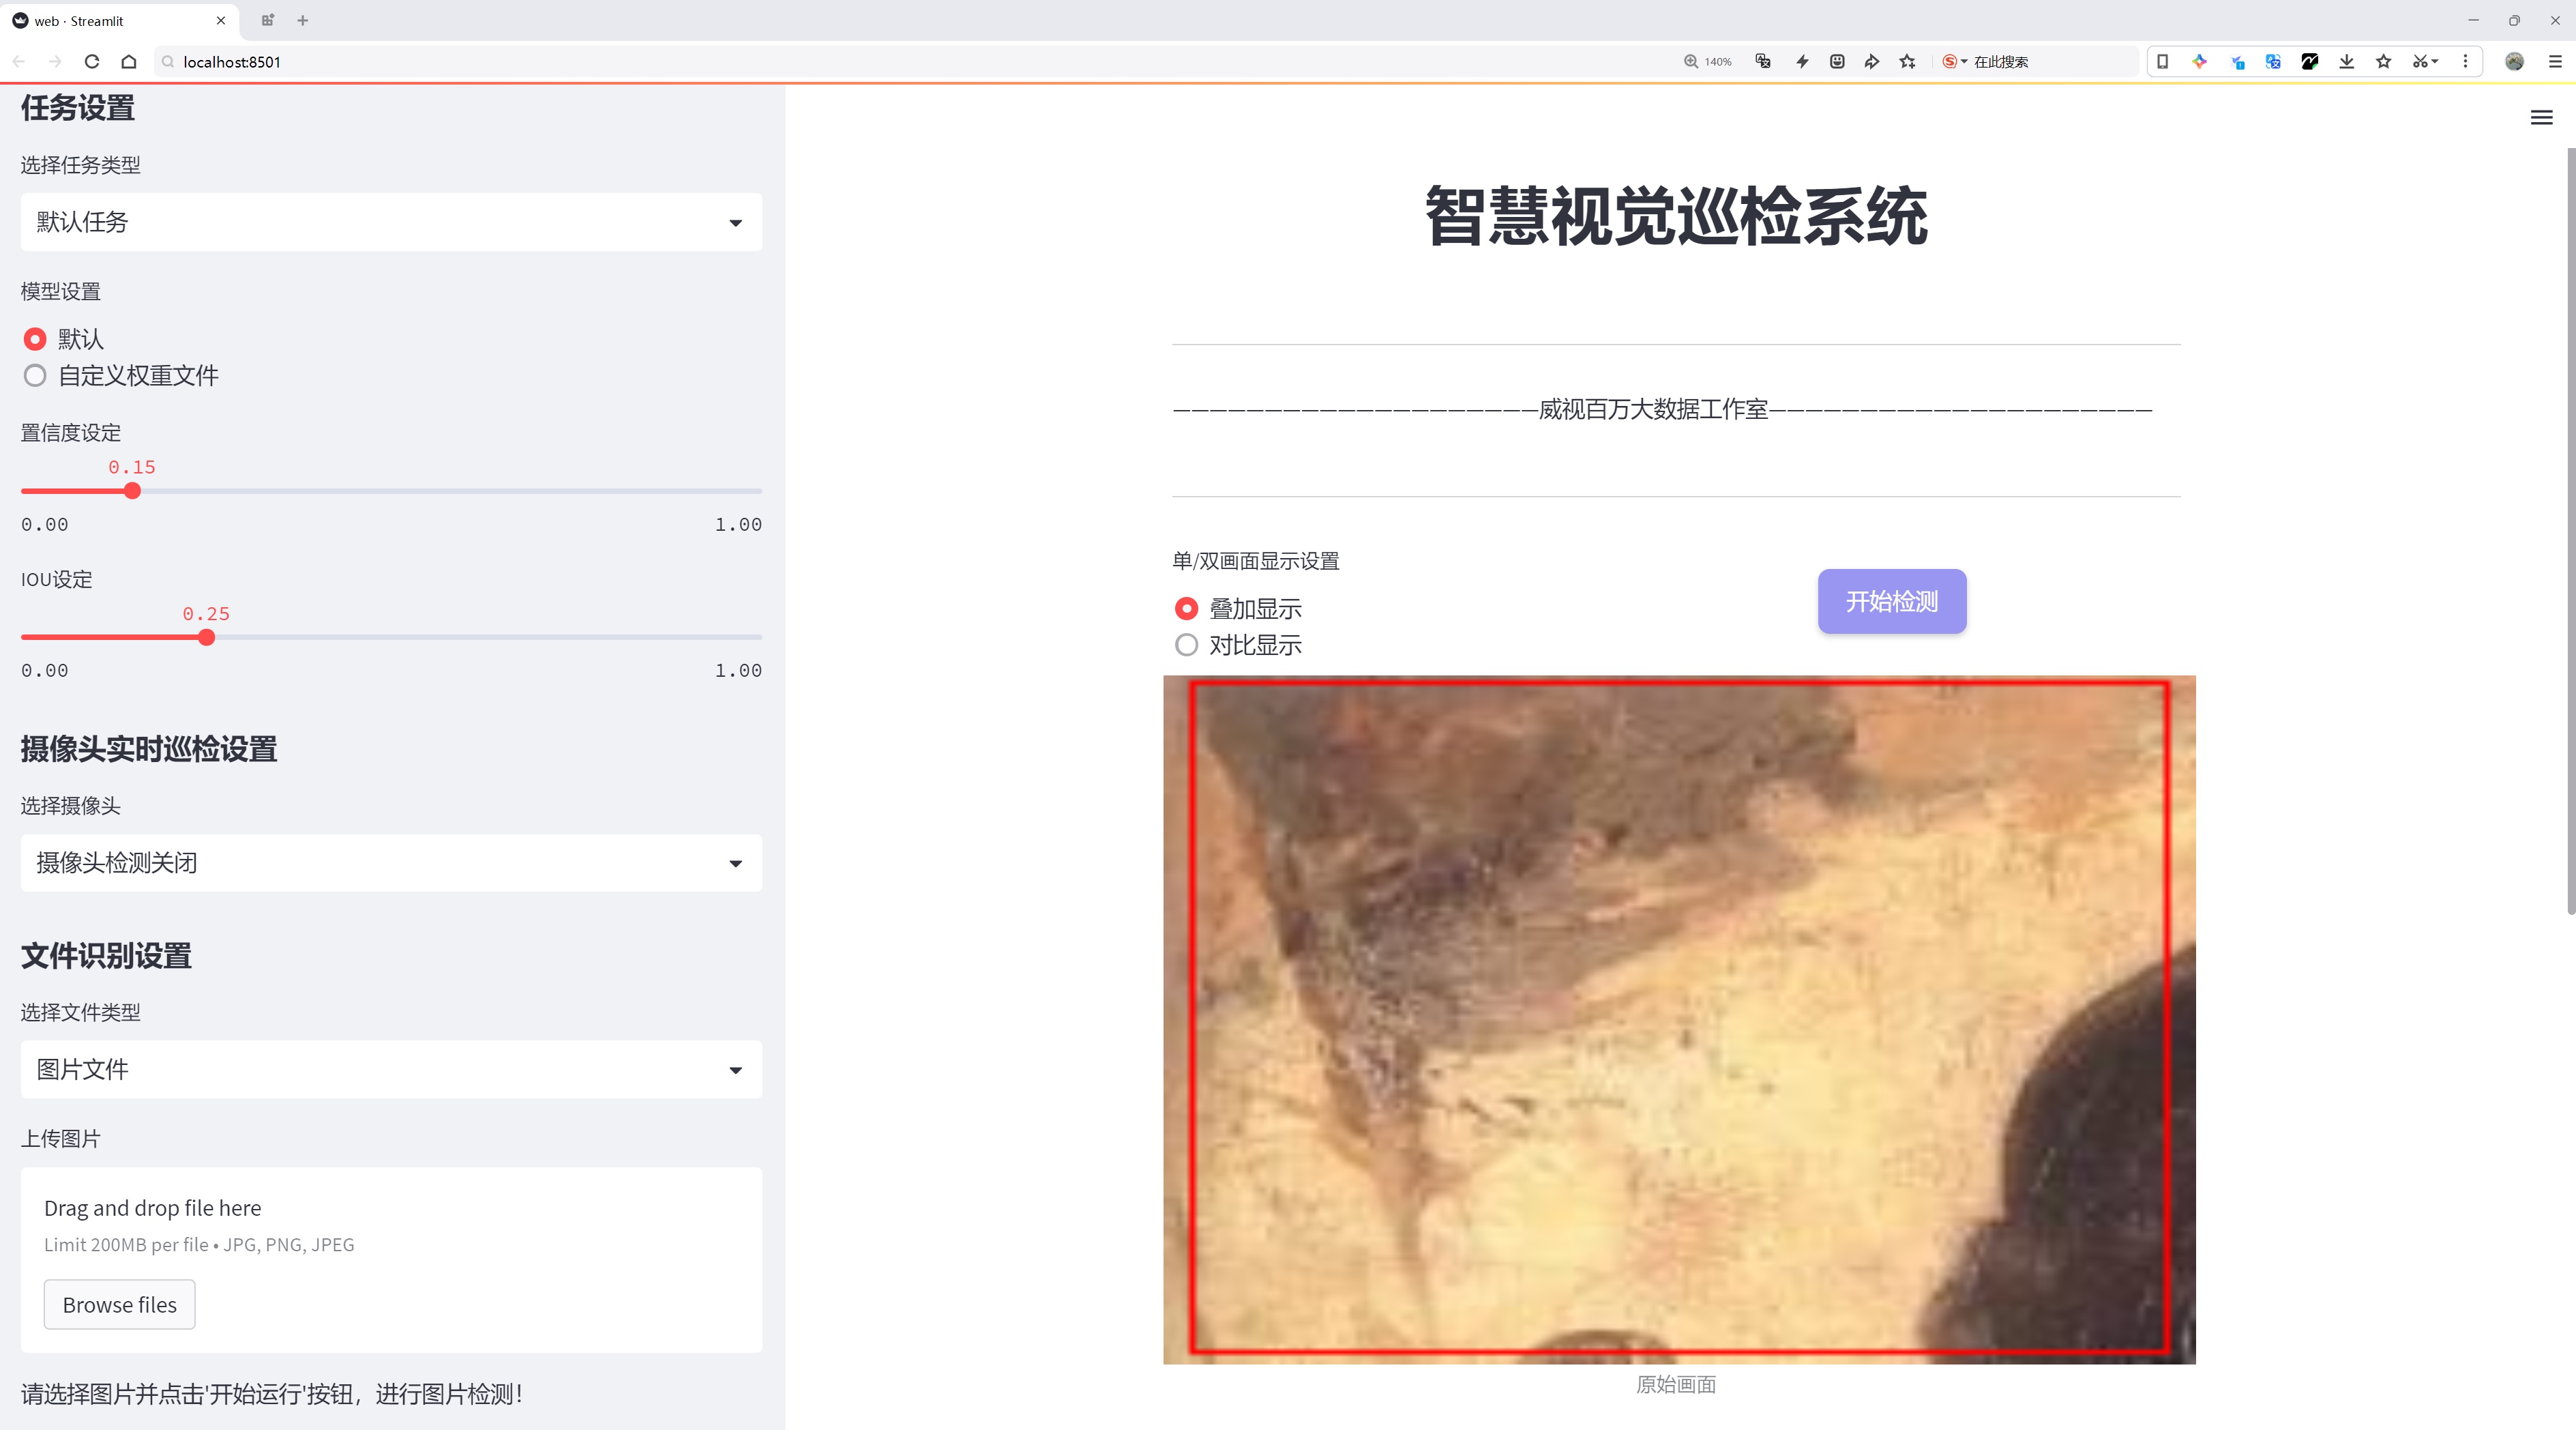 web · Streamlit
localhost:8501
140%
在此搜索
任务设置
选择任务类型
默认任务
模型设置
默认
自定义权重文件
置信度设定
0.15
0.00 1.00
IOU设定
0.25
0.00 1.00
摄像头实时巡检设置
选择摄像头
摄像头检测关闭
文件识别设置
选择文件类型
图片文件
上传图片
Drag and drop file here
Limit 200MB per file • JPG, PNG, JPEG
Browse files
请选择图片并点击'开始运行'按钮，进行图片检测！
智慧视觉巡检系统
————————————————————威视百万大数据工作室—————————————————————
单/双画面显示设置
叠加显示
对比显示
开始检测
原始画面